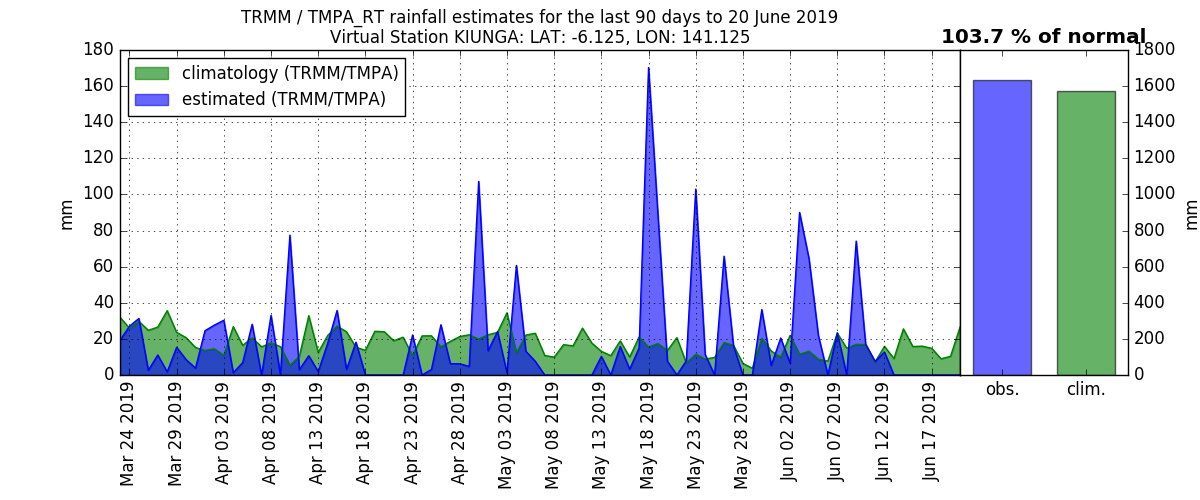 TRMM / TMPA_RT rainfall estimates for the last 90 days to 20 June 2019
Virtual Station KIUNGA: LAT: -6.125, LON: 141.125
103.7 % of normal
climatology (TRMM/TMPA)
estimated (TRMM/TMPA)
mm
180
160
140
120
100
80
60
40
20
0
Mar 24 2019
Mar 29 2019
Apr 03 2019
Apr 08 2019
Apr 13 2019
Apr 18 2019
Apr 23 2019
Apr 28 2019
May 03 2019
May 08 2019
May 13 2019
May 18 2019
May 23 2019
May 28 2019
Jun 02 2019
Jun 07 2019
Jun 12 2019
Jun 17 2019
obs.
clim.
1800
1600
1400
1200
1000
800
600
400
200
0
mm